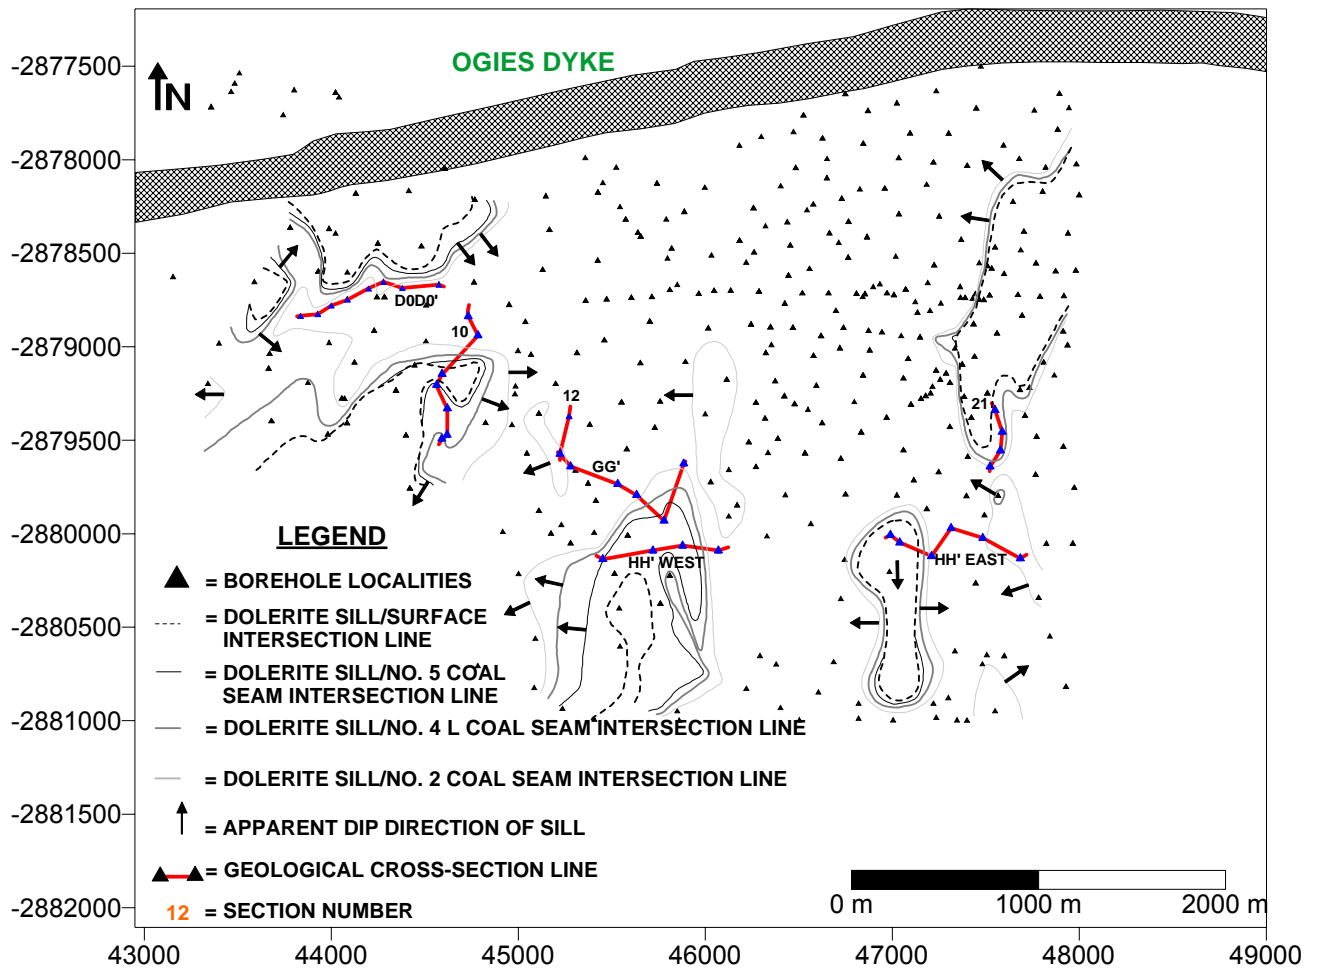 OGIES DYKE
N
-2877500
-2878000
-2878500
-2879000
-2879500
-2880000
-2880500
-2881000
-2881500
-2882000
D0D0'
10
12
GG'
21
HH' WEST
HH' EAST
LEGEND
= BOREHOLE LOCALITIES
= DOLERITE SILL/SURFACE
INTERSECTION LINE
= DOLERITE SILL/NO. 5 COAL
SEAM INTERSECTION LINE
= DOLERITE SILL/NO. 4 L COAL SEAM INTERSECTION LINE
= DOLERITE SILL/NO. 2 COAL SEAM INTERSECTION LINE
= APPARENT DIP DIRECTION OF SILL
= GEOLOGICAL CROSS-SECTION LINE
12 = SECTION NUMBER
0 m 1000 m 2000 m
43000 44000 45000 46000 47000 48000 49000